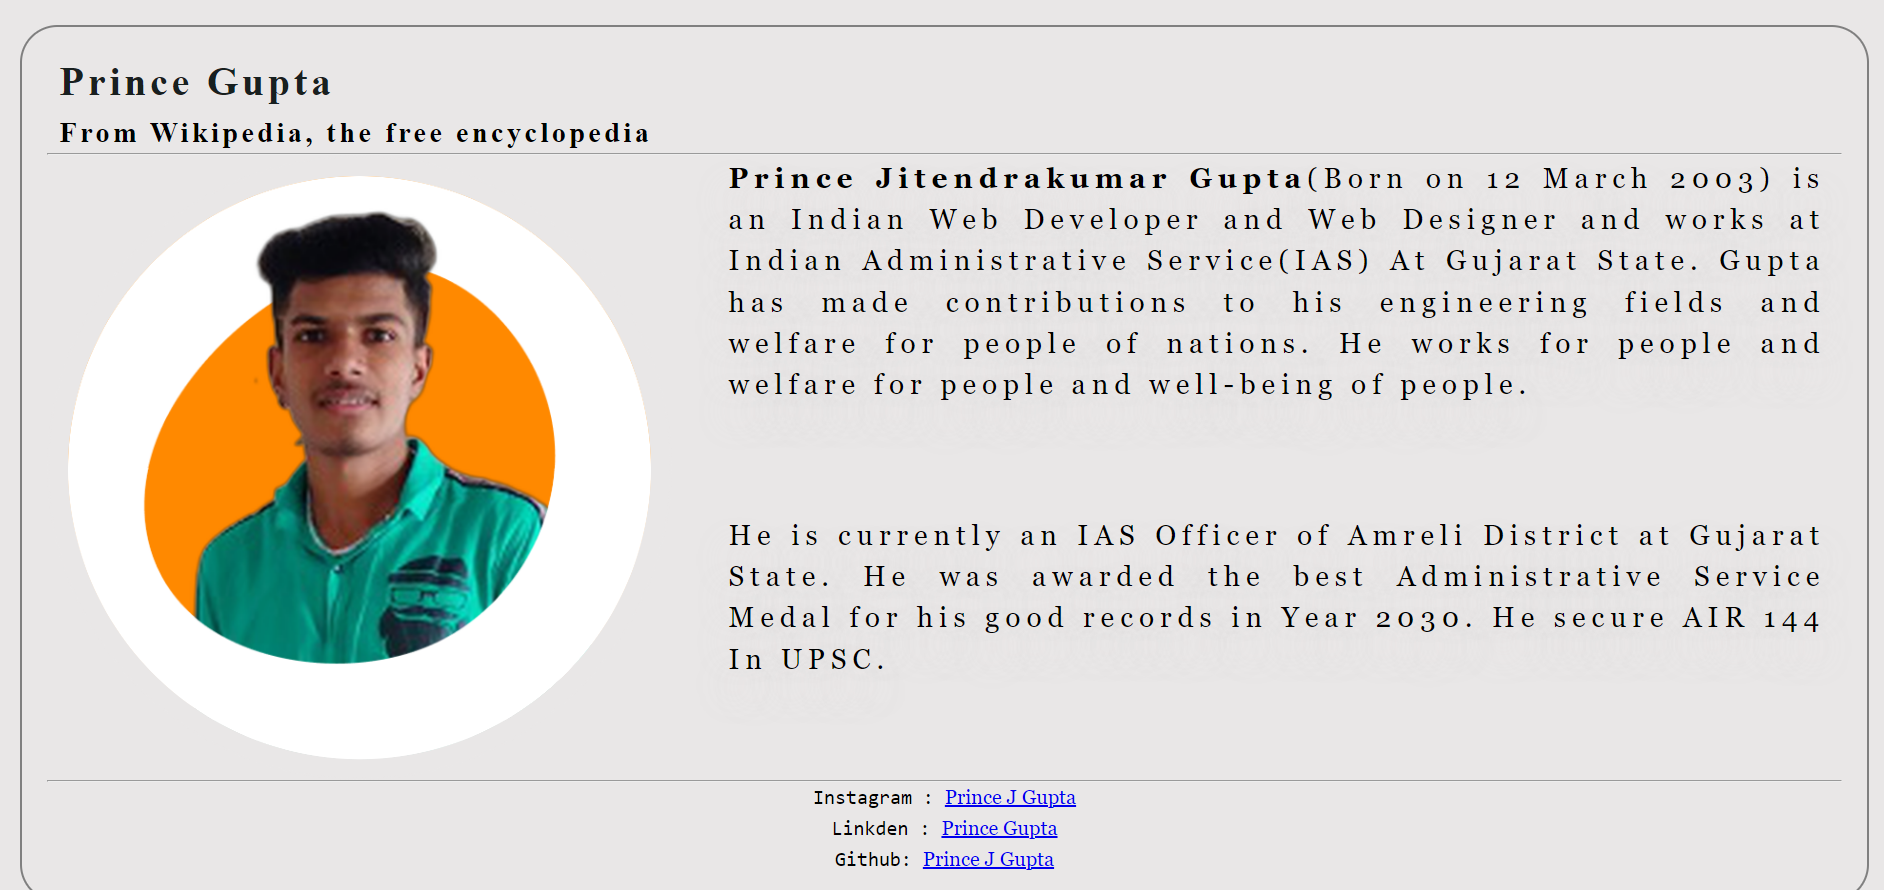 Prince Gupta
From Wikipedia, the free encyclopedia
Prince Jitendrakumar Gupta(Born on 12 March 2003) is
an Indian Web Developer and Web Designer and works at
Indian Administrative Service(IAS) At Gujarat State. Gupta
has made contributions to his engineering fields and
welfare for people of nations. He works for people and
welfare for people and well-being of people.
He is currently an IAS Officer of Amreli District at Gujarat
State. He was awarded the best Administrative Service
Medal for his good records in Year 2030. He secure AIR 144
In UPSC.
Instagram : Prince J Gupta
Linkden : Prince Gupta
Github: Prince J Gupta